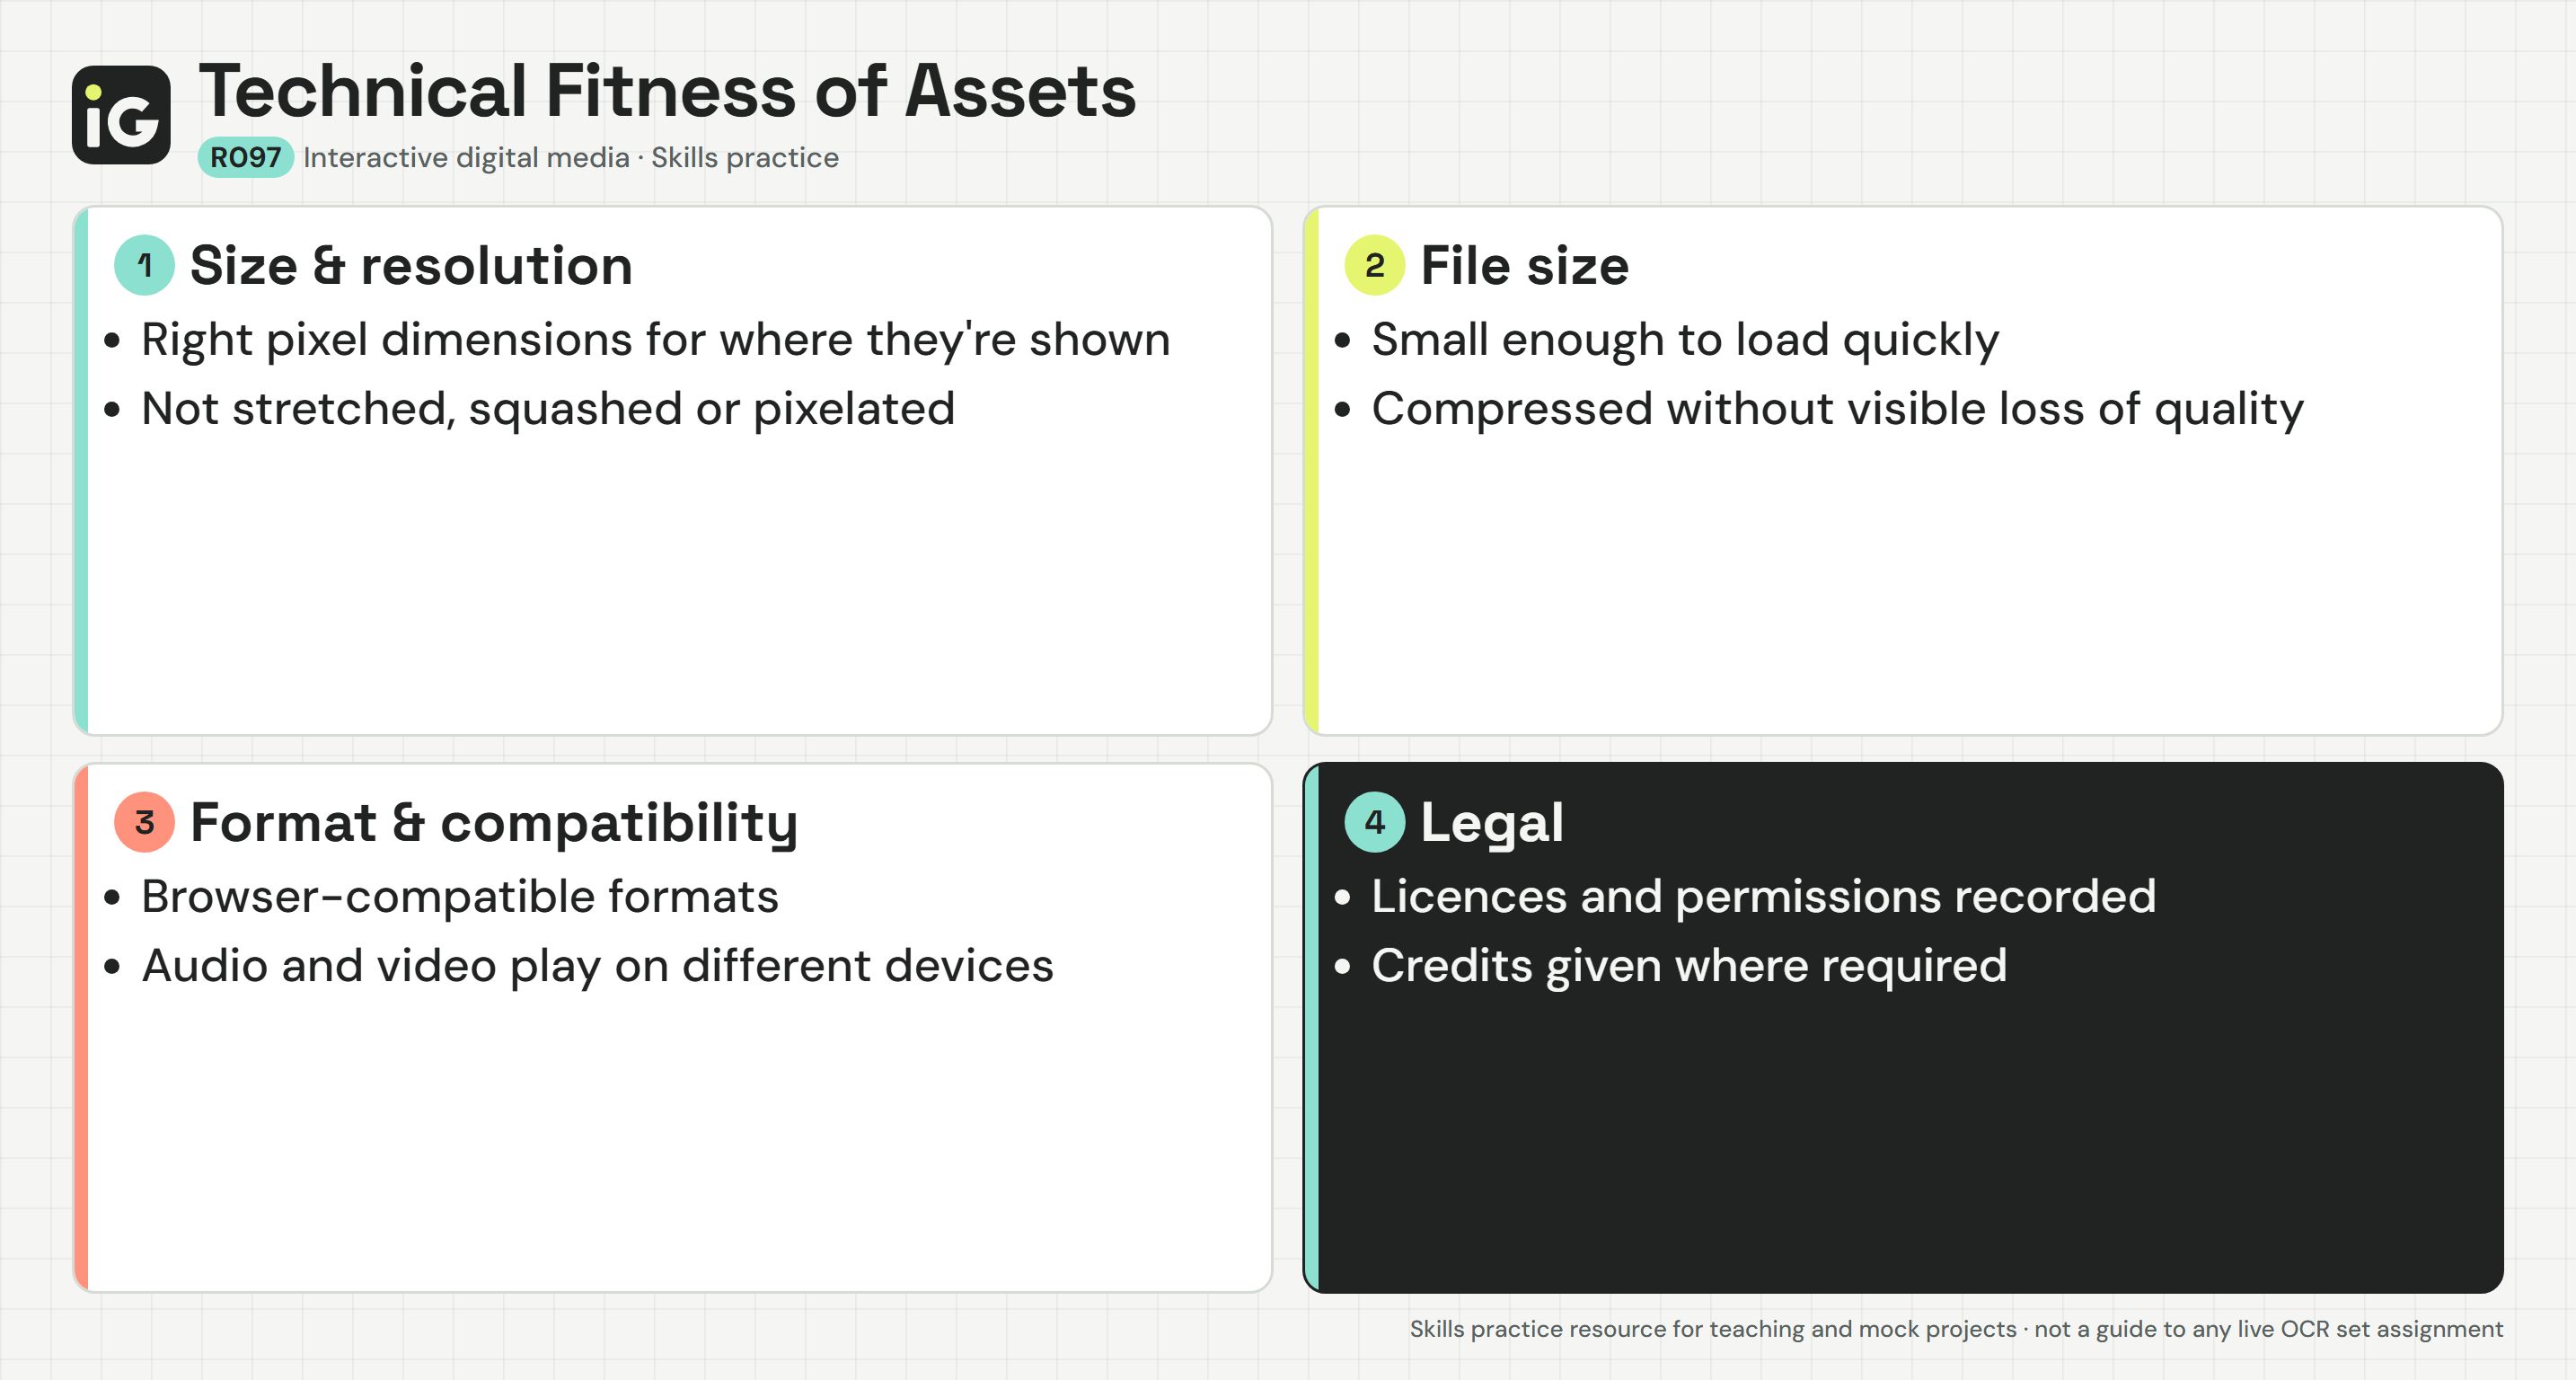 iG
Technical Fitness of Assets
R097 Interactive digital media · Skills practice
1 Size & resolution
• Right pixel dimensions for where they're shown
• Not stretched, squashed or pixelated
2 File size
• Small enough to load quickly
• Compressed without visible loss of quality
3 Format & compatibility
• Browser-compatible formats
• Audio and video play on different devices
4 Legal
• Licences and permissions recorded
• Credits given where required
Skills practice resource for teaching and mock projects · not a guide to any live OCR set assignment